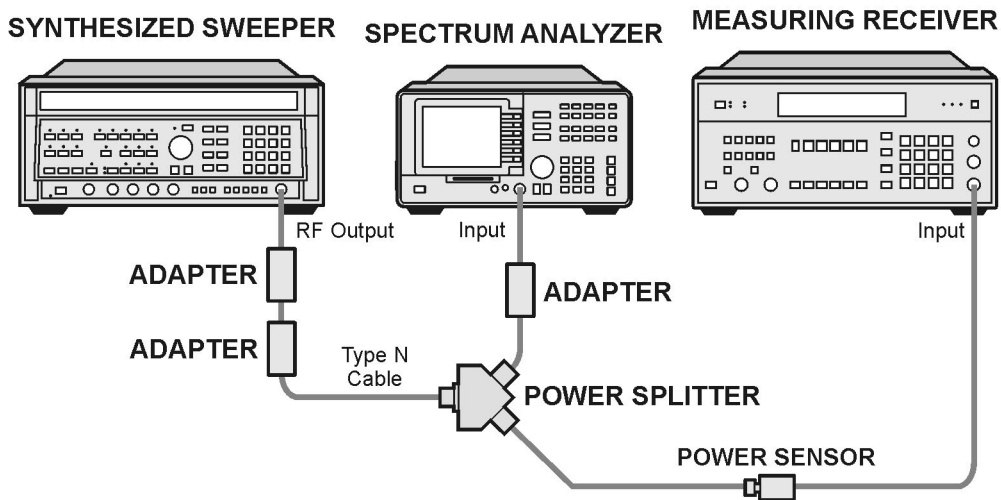 SYNTHESIZED SWEEPER
SPECTRUM ANALYZER
MEASURING RECEIVER
RF Output
Input
Input
ADAPTER
ADAPTER
ADAPTER
Type N
Cable
POWER SPLITTER
POWER SENSOR